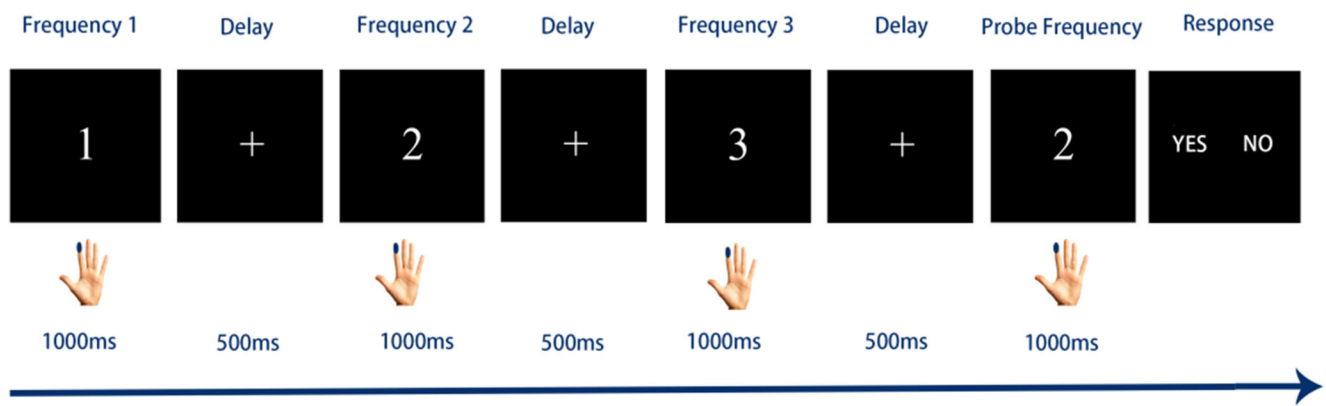 Frequency 1 Delay Frequency 2 Delay Frequency 3 Delay Probe Frequency Response
1 + 2 + 3 + 2 YES NO
1000ms 500ms 1000ms 500ms 1000ms 500ms 1000ms